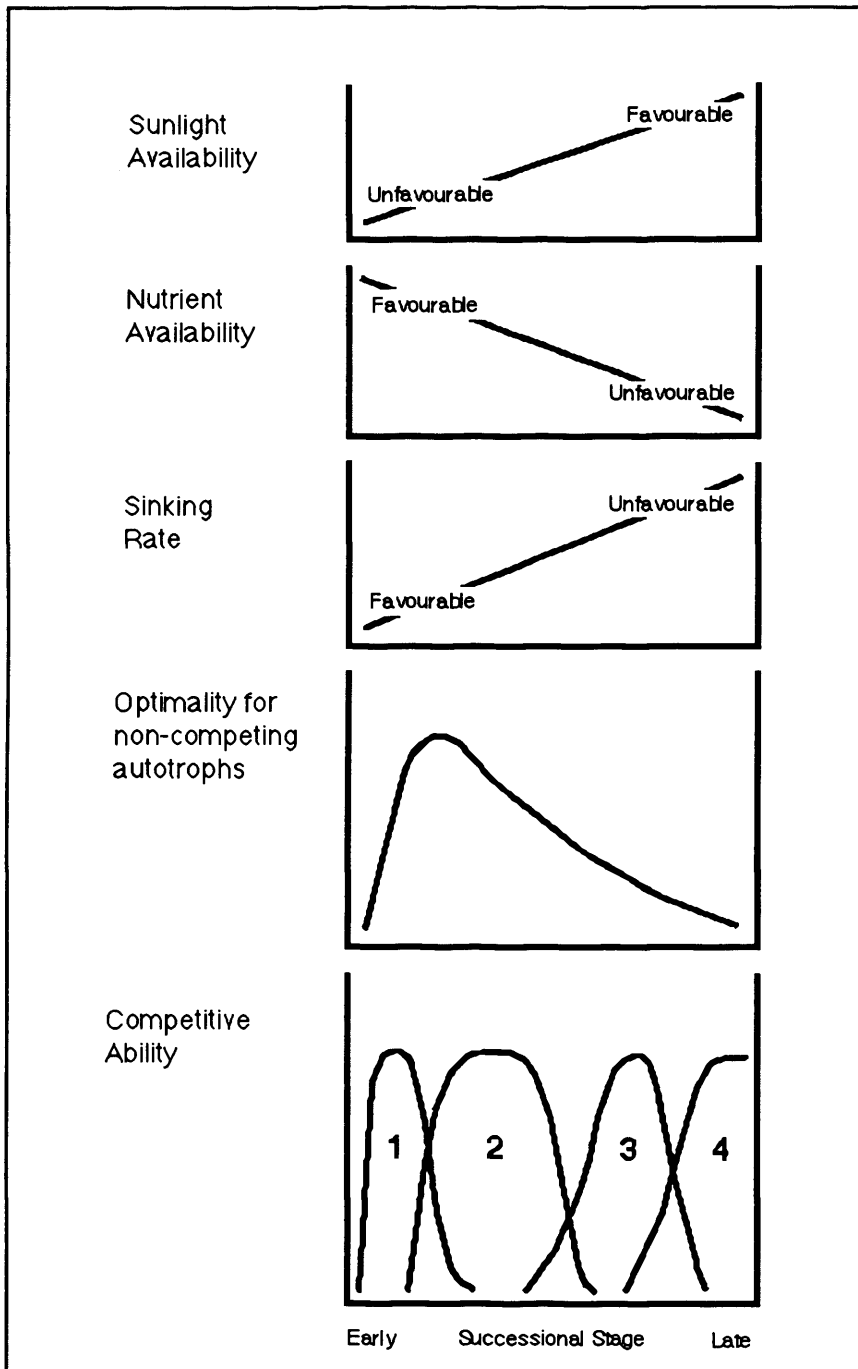 Sunlight
Availability
Favourable
Unfavourable
Nutrient
Availability
Favourable
Unfavourable
Sinking
Rate
Unfavourable
Favourable
Optimality for
non-competing
autotrophs
Competitive
Ability
1
2
3
4
Early Successional Stage Late